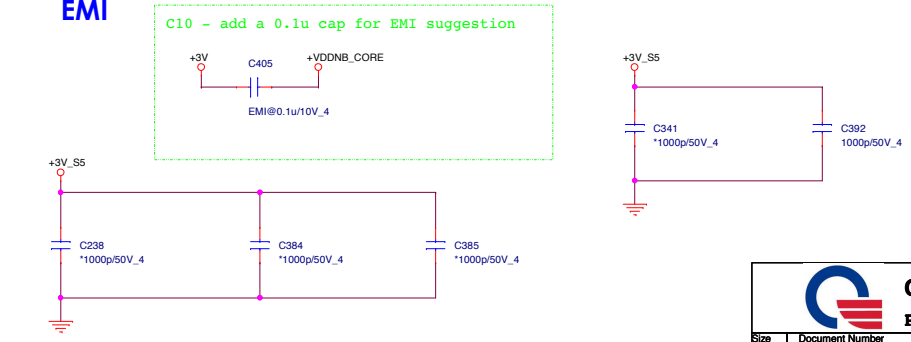 EMI
C10 - add a 0.1u cap for EMI suggestion
+3V
C405
+VDDNB_CORE
EMI@0.1u/10V_4
+3V_S5
C341
*1000p/50V_4
C392
1000p/50V_4
+3V_S5
C238
*1000p/50V_4
C384
*1000p/50V_4
C385
*1000p/50V_4
Size
Document Number